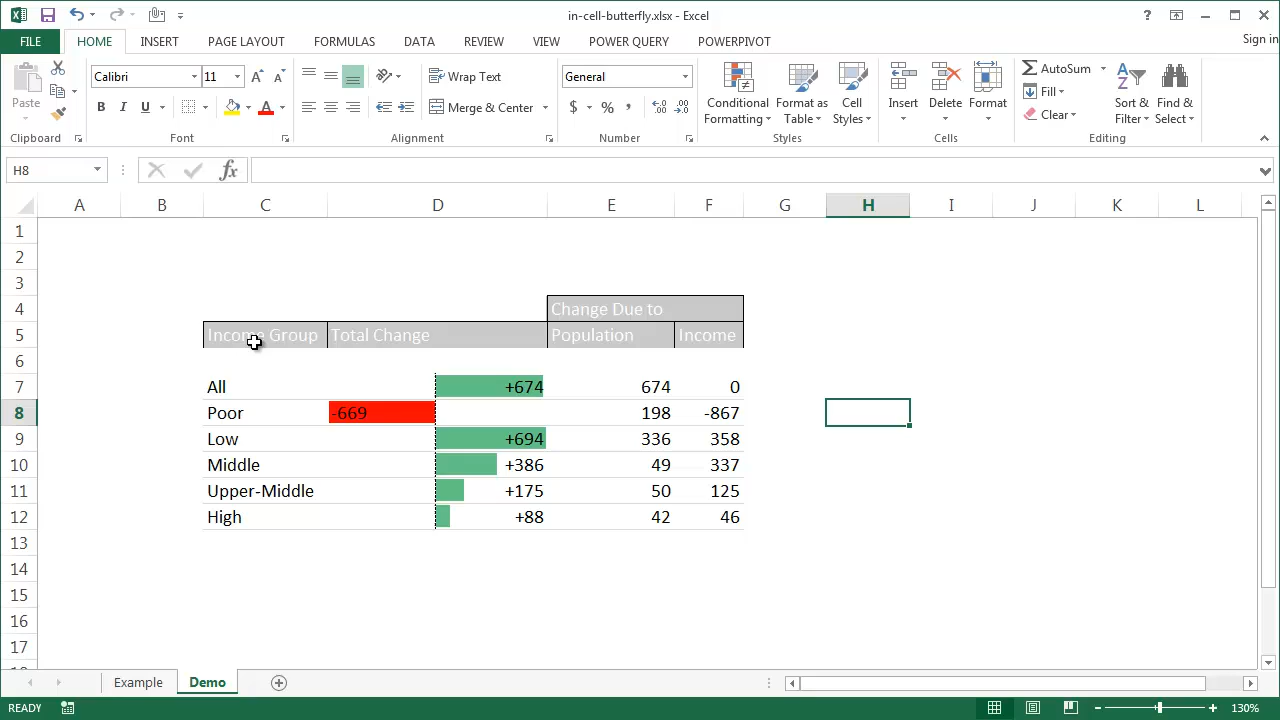 in-cell-butterfly.xlsx - Excel
?
FILE HOME INSERT PAGE LAYOUT FORMULAS DATA REVIEW VIEW POWER QUERY POWERPIVOT Sign in
Paste Calibri 11 A A Wrap Text General Conditional Formatting Format as Table Cell Styles Insert Delete Format AutoSum Fill Clear Sort & Filter Find & Select
B I U A Merge & Center $ % ,
Clipboard Font Alignment Number Styles Cells Editing
H8 fx
A B C D E F G H I J K L
1
2
3
4 Change Due to
5 Income Group Total Change Population Income
6
7 All +674 674 0
8 Poor -669 198 -867
9 Low +694 336 358
10 Middle +386 49 337
11 Upper-Middle +175 50 125
12 High +88 42 46
13
14
15
16
17
Example Demo
READY 130%